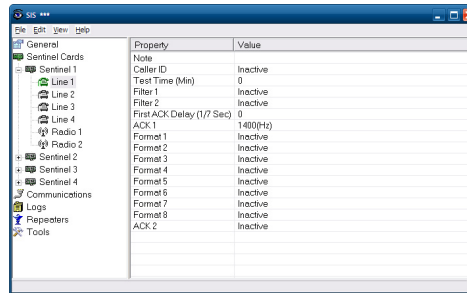 SIS ***
File Edit View Help
General
Sentinel Cards
Sentinel 1
Line 1
Line 2
Line 3
Line 4
Radio 1
Radio 2
Sentinel 2
Sentinel 3
Sentinel 4
Communications
Logs
Repeaters
Tools
Property Value
Note
Caller ID Inactive
Test Time (Min) 0
Filter 1 Inactive
Filter 2 Inactive
First ACK Delay (1/7 Sec) 0
ACK 1 1400(Hz)
Format 1 Inactive
Format 2 Inactive
Format 3 Inactive
Format 4 Inactive
Format 5 Inactive
Format 6 Inactive
Format 7 Inactive
Format 8 Inactive
ACK 2 Inactive